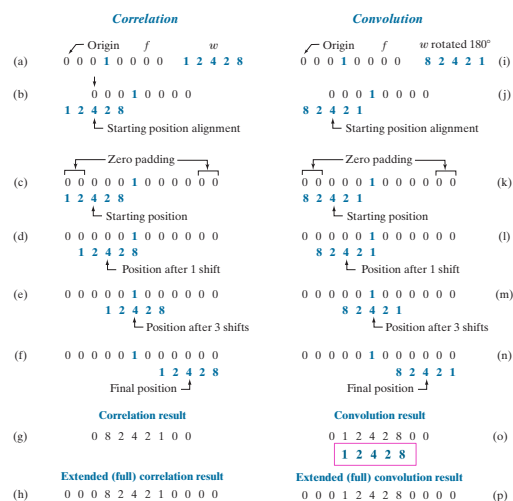 Correlation
Origin f w
(a) 0 0 0 1 0 0 0 0 1 2 4 2 8
(b) 0 0 0 1 0 0 0 0
1 2 4 2 8
Starting position alignment
Zero padding
(c) 0 0 0 0 0 1 0 0 0 0 0 0
1 2 4 2 8
Starting position
(d) 0 0 0 0 0 1 0 0 0 0 0 0
1 2 4 2 8
Position after 1 shift
(e) 0 0 0 0 0 1 0 0 0 0 0 0
1 2 4 2 8
Position after 3 shifts
(f) 0 0 0 0 0 1 0 0 0 0 0 0
1 2 4 2 8
Final position
Correlation result
(g) 0 8 2 4 2 1 0 0
Extended (full) correlation result
(h) 0 0 0 8 2 4 2 1 0 0 0 0
Convolution
Origin f w rotated 180°
0 0 0 1 0 0 0 0 8 2 4 2 1 (i)
0 0 0 1 0 0 0 0 (j)
8 2 4 2 1
Starting position alignment
Zero padding
0 0 0 0 0 1 0 0 0 0 0 0 (k)
8 2 4 2 1
Starting position
0 0 0 0 0 1 0 0 0 0 0 0 (l)
8 2 4 2 1
Position after 1 shift
0 0 0 0 0 1 0 0 0 0 0 0 (m)
8 2 4 2 1
Position after 3 shifts
0 0 0 0 0 1 0 0 0 0 0 0 (n)
8 2 4 2 1
Final position
Convolution result
0 1 2 4 2 8 0 0 (o)
1 2 4 2 8
Extended (full) convolution result
0 0 0 1 2 4 2 8 0 0 0 0 (p)